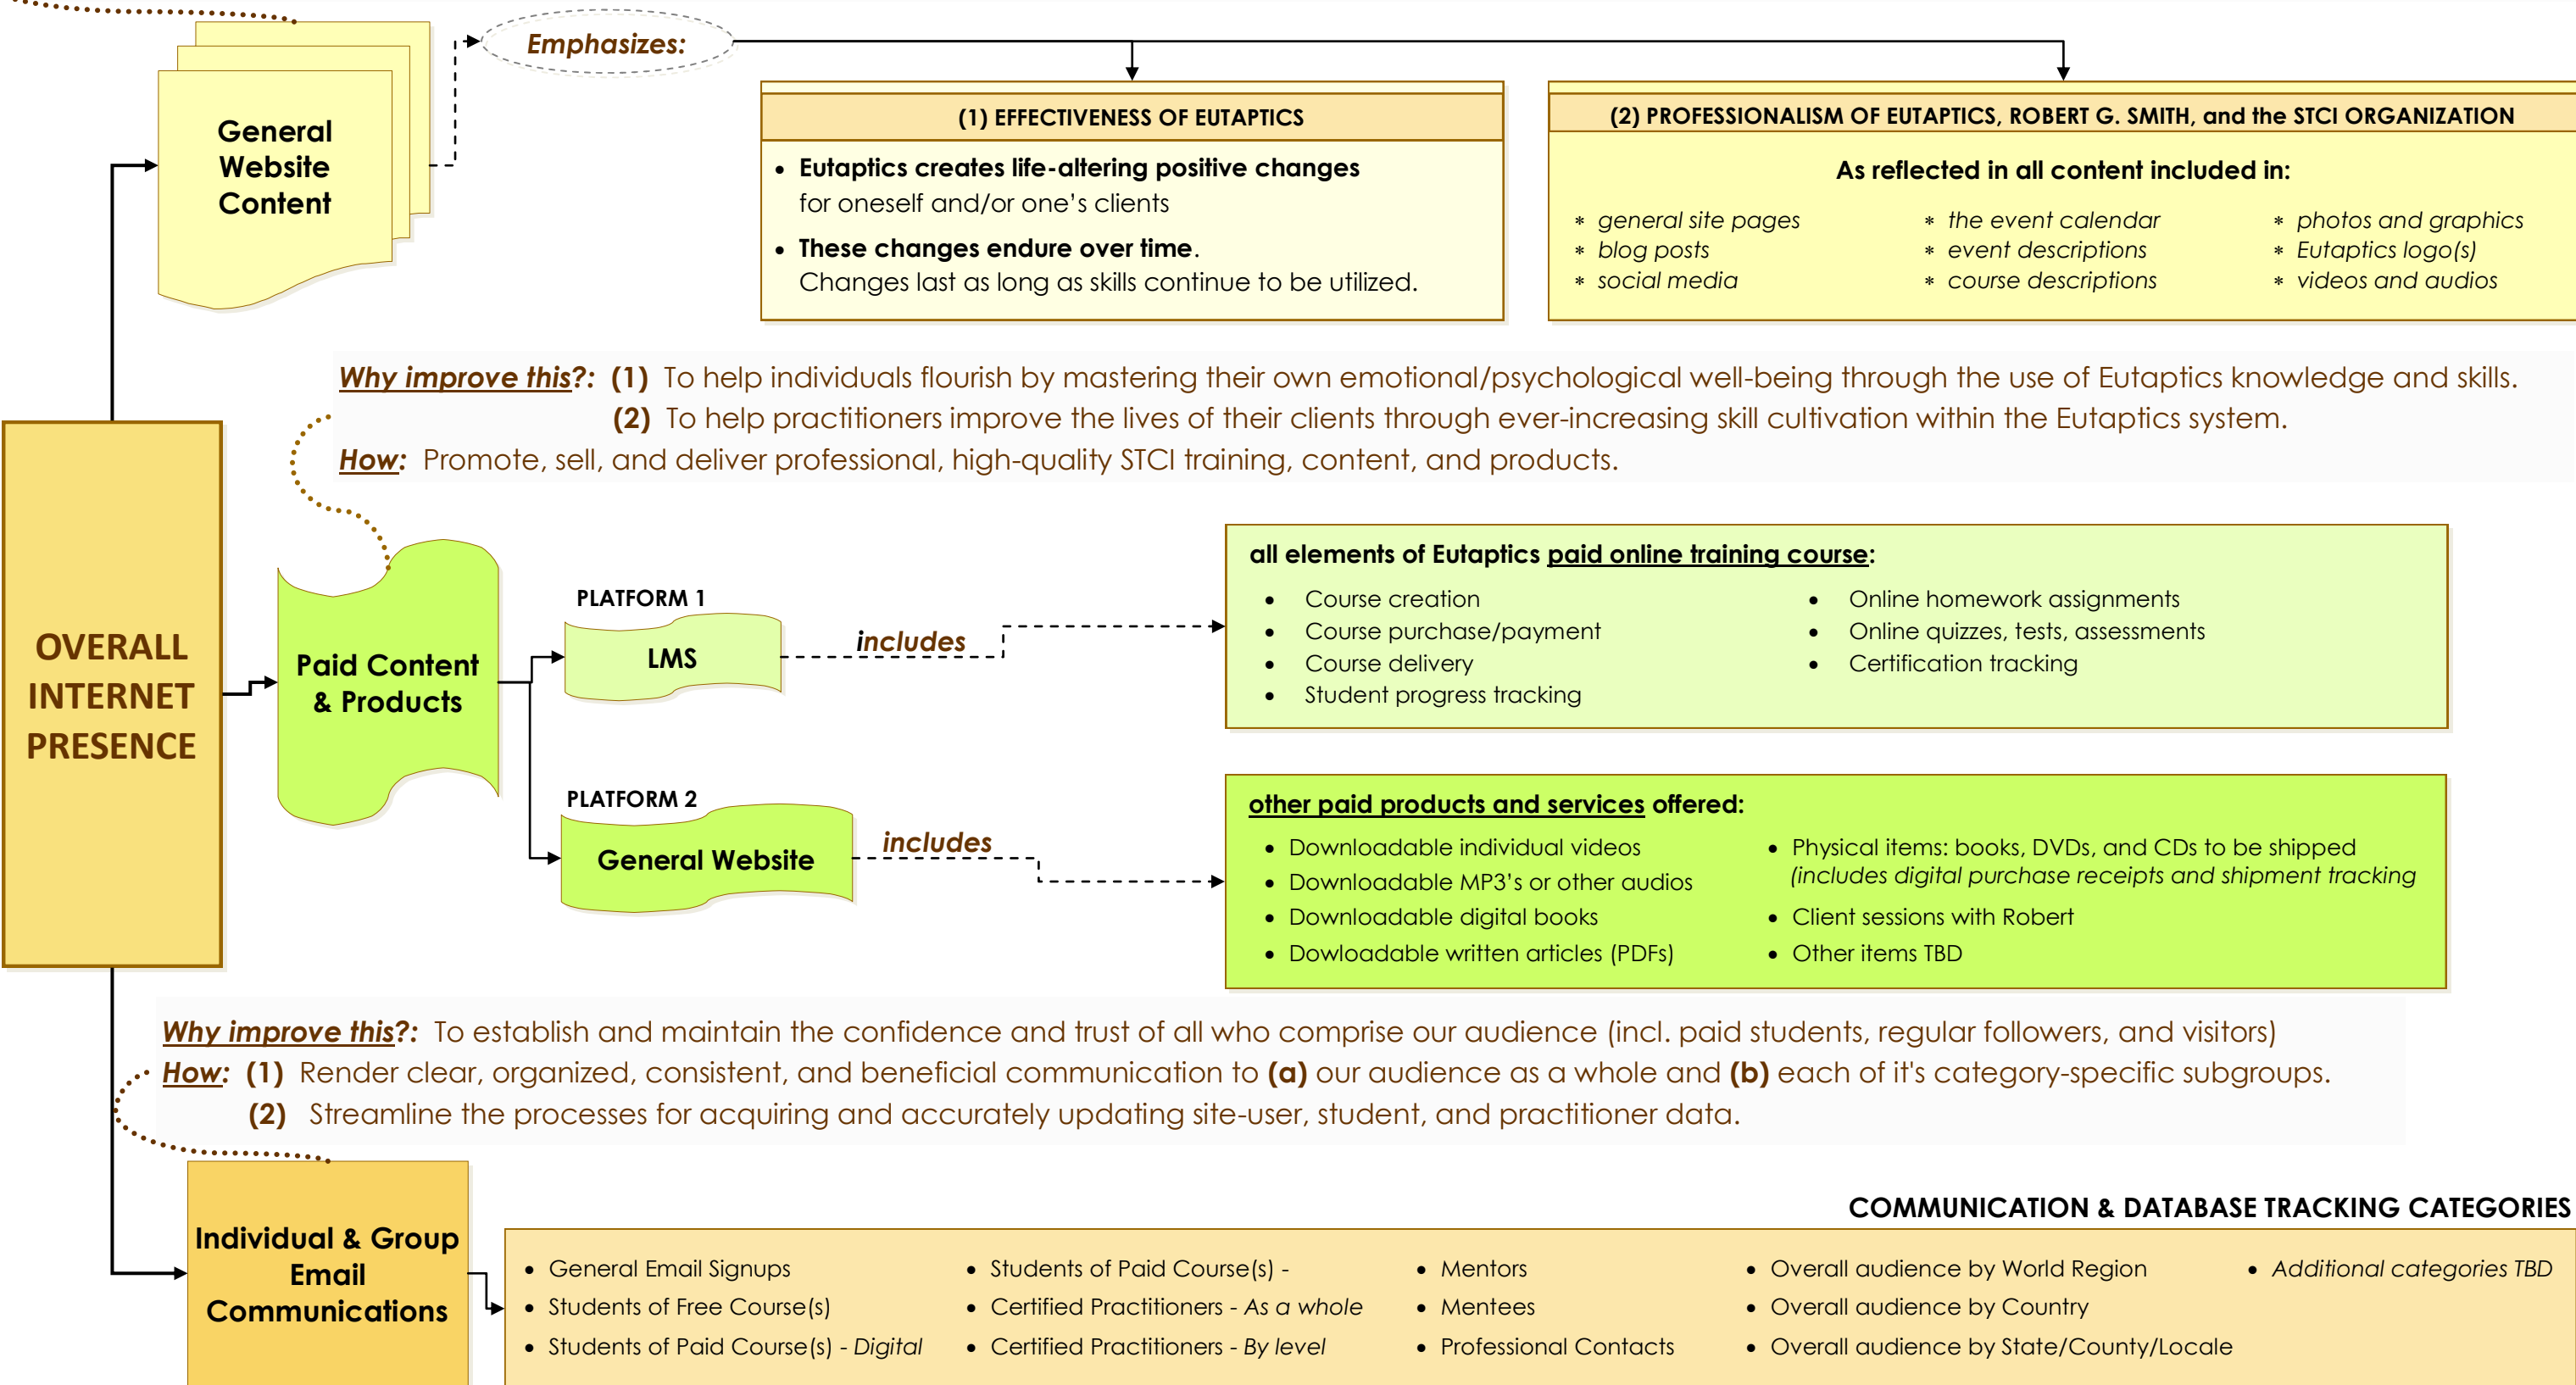 Emphasizes:
General
Website
Content
(1) EFFECTIVENESS OF EUTAPTICS
• Eutaptics creates life-altering positive changes
for oneself and/or one’s clients
• These changes endure over time.
Changes last as long as skills continue to be utilized.
(2) PROFESSIONALISM OF EUTAPTICS, ROBERT G. SMITH, and the STCI ORGANIZATION
As reflected in all content included in:
* general site pages
* blog posts
* social media
* the event calendar
* event descriptions
* course descriptions
* photos and graphics
* Eutaptics logo(s)
* videos and audios
Why improve this?: (1) To help individuals flourish by mastering their own emotional/psychological well-being through the use of Eutaptics knowledge and skills.
(2) To help practitioners improve the lives of their clients through ever-increasing skill cultivation within the Eutaptics system.
How: Promote, sell, and deliver professional, high-quality STCI training, content, and products.
OVERALL
INTERNET
PRESENCE
Paid Content
& Products
PLATFORM 1
LMS
includes
all elements of Eutaptics paid online training course:
• Course creation
• Course purchase/payment
• Course delivery
• Student progress tracking
• Online homework assignments
• Online quizzes, tests, assessments
• Certification tracking
PLATFORM 2
General Website
includes
other paid products and services offered:
• Downloadable individual videos
• Downloadable MP3’s or other audios
• Downloadable digital books
• Dowloadable written articles (PDFs)
• Physical items: books, DVDs, and CDs to be shipped
(includes digital purchase receipts and shipment tracking
• Client sessions with Robert
• Other items TBD
Why improve this?: To establish and maintain the confidence and trust of all who comprise our audience (incl. paid students, regular followers, and visitors)
How: (1) Render clear, organized, consistent, and beneficial communication to (a) our audience as a whole and (b) each of it's category-specific subgroups.
(2) Streamline the processes for acquiring and accurately updating site-user, student, and practitioner data.
Individual & Group
Email
Communications
COMMUNICATION & DATABASE TRACKING CATEGORIES
• General Email Signups
• Students of Free Course(s)
• Students of Paid Course(s) - Digital
• Students of Paid Course(s) -
• Certified Practitioners - As a whole
• Certified Practitioners - By level
• Mentors
• Mentees
• Professional Contacts
• Overall audience by World Region
• Overall audience by Country
• Overall audience by State/County/Locale
• Additional categories TBD